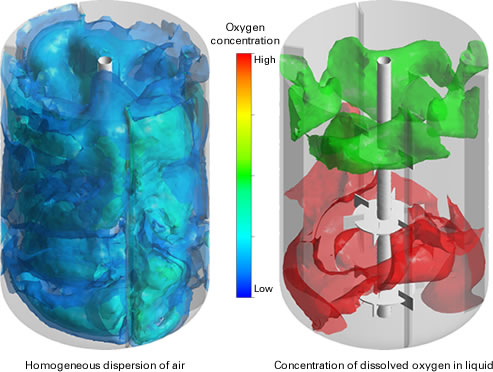 Oxygen
concentration
High
Low
Homogeneous dispersion of air
Concentration of dissolved oxygen in liquid